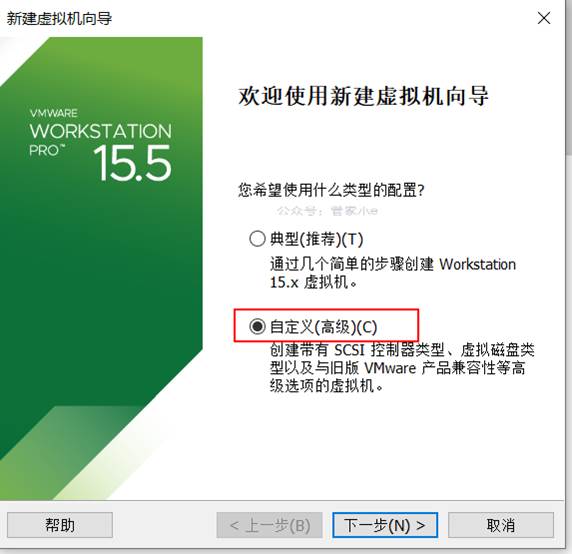 新建虚拟机向导
VMWARE
WORKSTATION
PRO™ 15.5
欢迎使用新建虚拟机向导
您希望使用什么类型的配置?
公众号：管家小e
典型(推荐)(T)
通过几个简单的步骤创建 Workstation
15.x 虚拟机。
自定义(高级)(C)
创建带有 SCSI 控制器类型、虚拟磁盘类
型以及与旧版 VMware 产品兼容性等高
级选项的虚拟机。
帮助
< 上一步(B)
下一步(N) >
取消